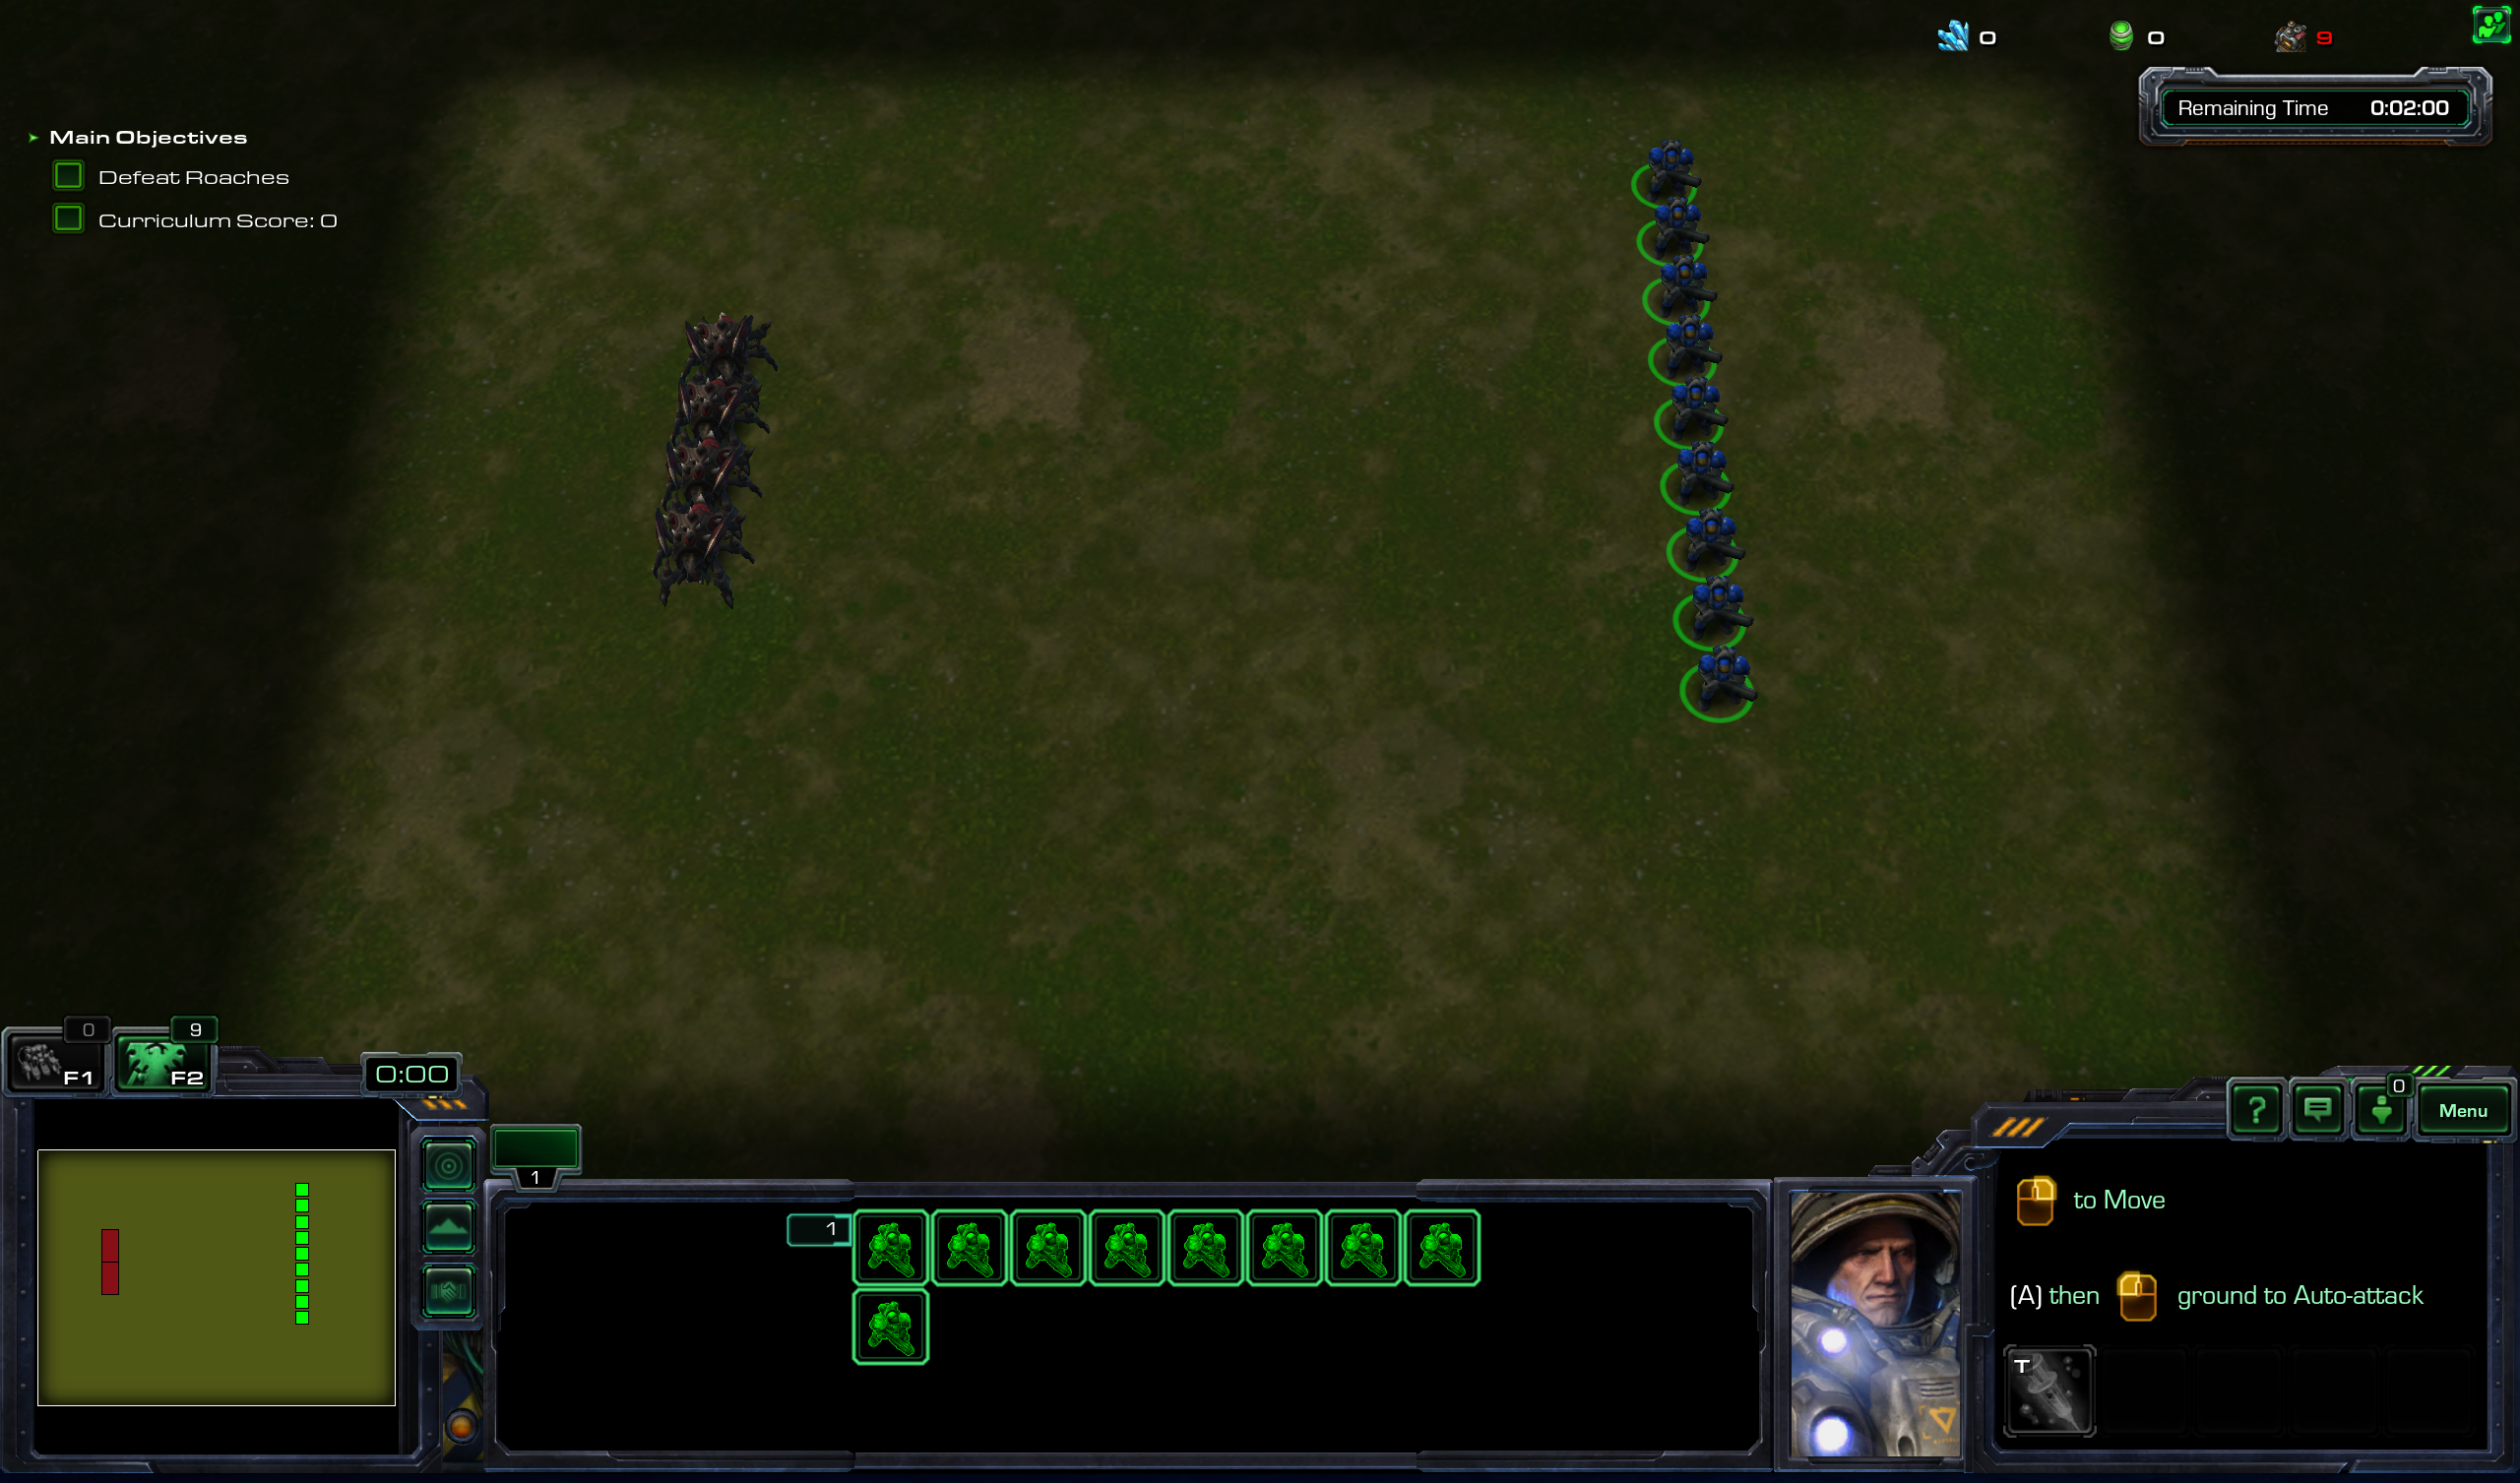 0 0 9
Remaining Time 0:02:00
Main Objectives
Defeat Roaches
Curriculum Score: 0
0 9
F1 F2
0:00
0
? Menu
1
1
to Move
(A) then ground to Auto-attack
T